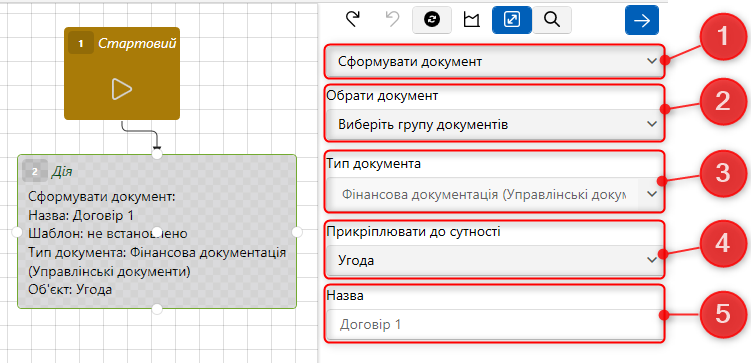 1 Стартовий
2 Дія
Сформувати документ:
Назва: Договір 1
Шаблон: не встановлено
Тип документа: Фінансова документація
(Управлінські документи)
Об'єкт: Угода
Сформувати документ
1
Обрати документ
Виберіть групу документів
2
Тип документа
Фінансова документація (Управлінські докум
3
Прикріплювати до сутності
Угода
4
Назва
Договір 1
5